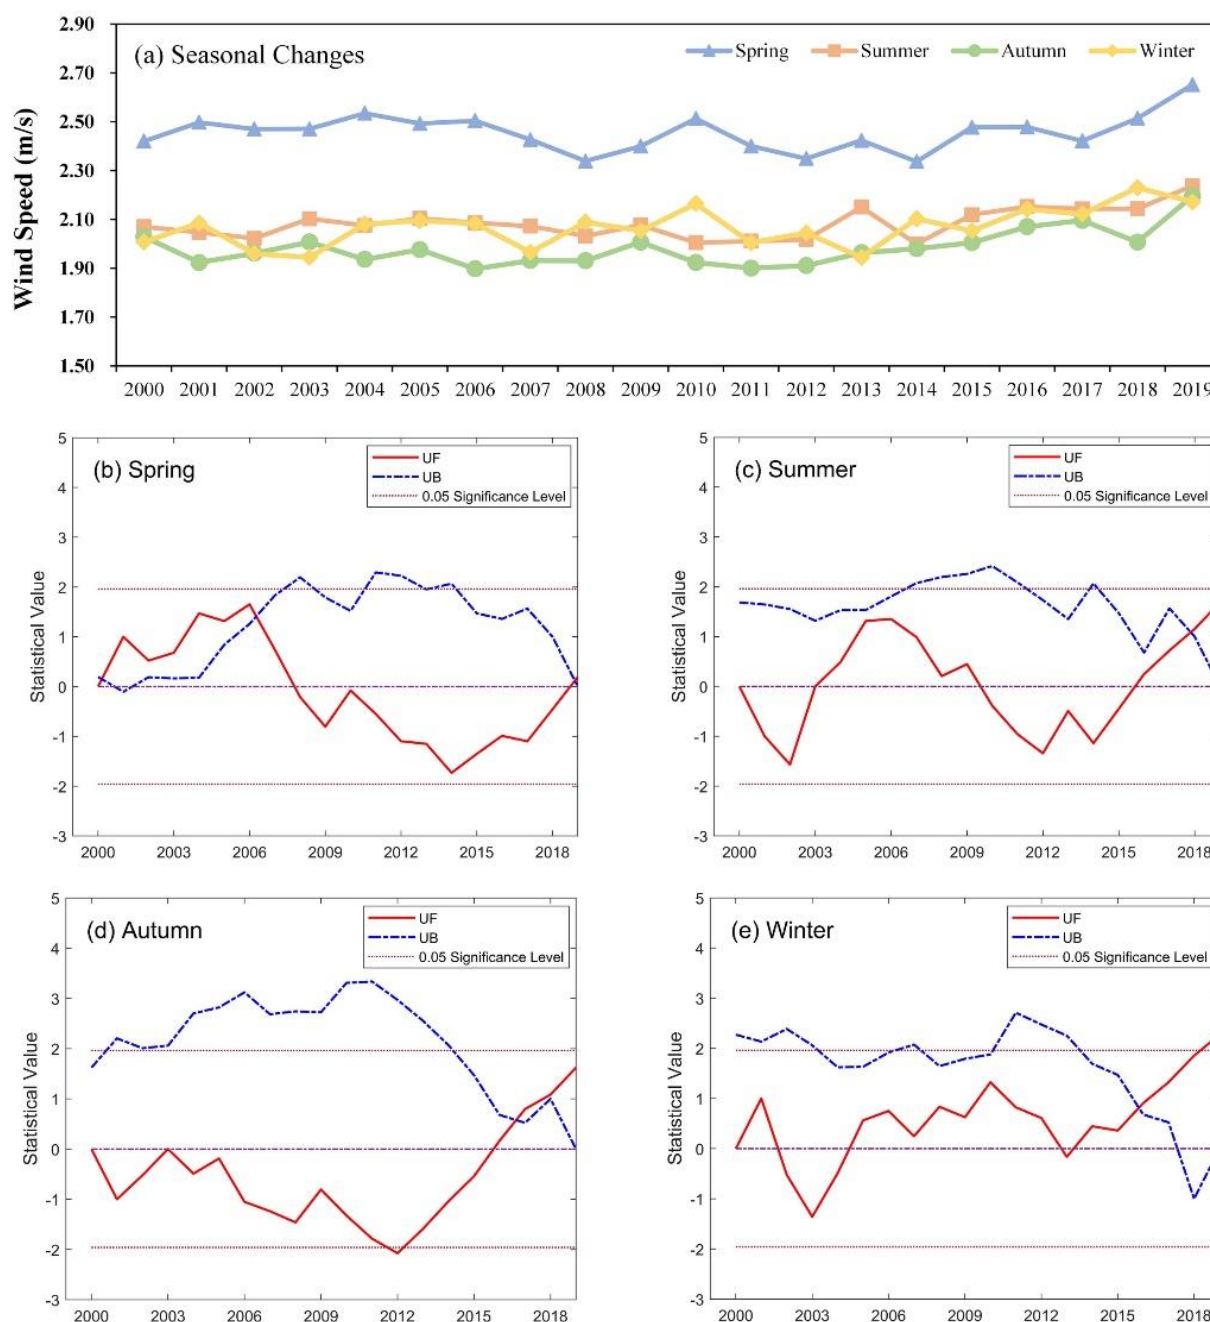 (a) Seasonal Changes
Spring Summer Autumn Winter
Wind Speed (m/s)
2.90
2.70
2.50
2.30
2.10
1.90
1.70
1.50
2000 2001 2002 2003 2004 2005 2006 2007 2008 2009 2010 2011 2012 2013 2014 2015 2016 2017 2018 2019
(b) Spring
UF
UB
0.05 Significance Level
Statistical Value
5
4
3
2
1
0
-1
-2
-3
2000 2003 2006 2009 2012 2015 2018
(c) Summer
UF
UB
0.05 Significance Level
Statistical Value
5
4
3
2
1
0
-1
-2
-3
2000 2003 2006 2009 2012 2015 2018
(d) Autumn
UF
UB
0.05 Significance Level
Statistical Value
5
4
3
2
1
0
-1
-2
-3
2000 2003 2006 2009 2012 2015 2018
(e) Winter
UF
UB
0.05 Significance Level
Statistical Value
5
4
3
2
1
0
-1
-2
-3
2000 2003 2006 2009 2012 2015 2018